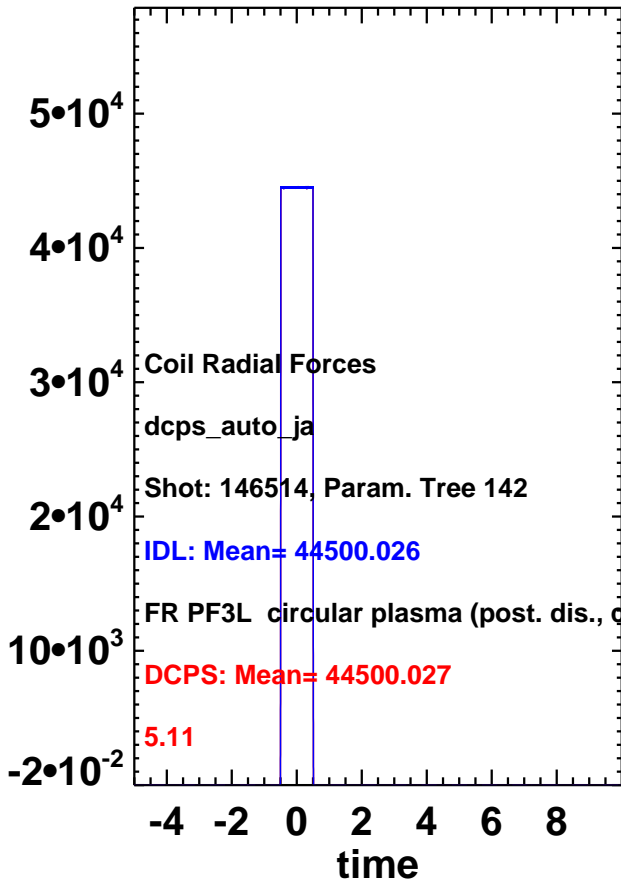 5•10⁴
4•10⁴
3•10⁴
2•10⁴
10•10³
-2•10⁻²
Coil Radial Forces
dcps_auto_ja
Shot: 146514, Param. Tree 142
IDL: Mean= 44500.026
FR PF3L circular plasma (post. dis.,
DCPS: Mean= 44500.027
5.11
-4 -2 0 2 4 6 8
time